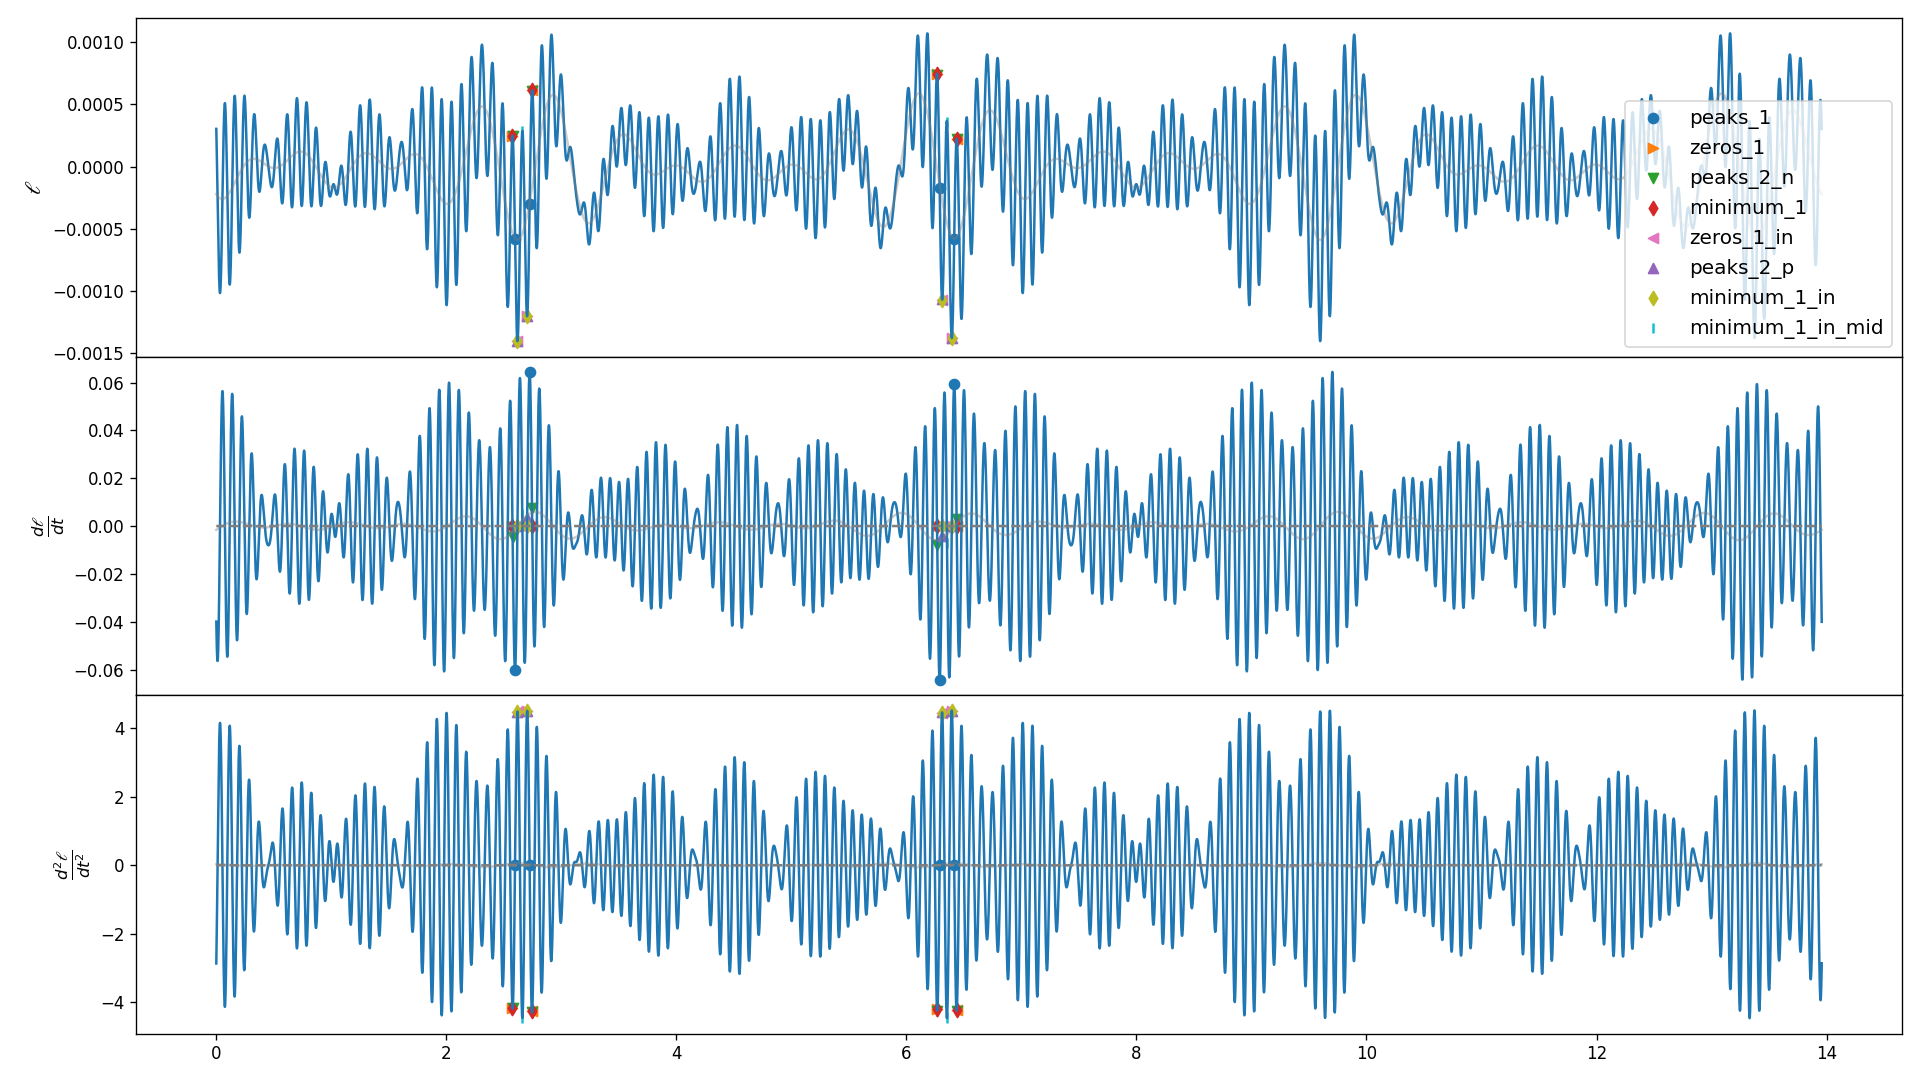 ℓ
0.0010
0.0005
0.0000
−0.0005
−0.0010
−0.0015
peaks_1
zeros_1
peaks_2_n
minimum_1
zeros_1_in
peaks_2_p
minimum_1_in
minimum_1_in_mid
dℓ/dt
0.06
0.04
0.02
0.00
−0.02
−0.04
−0.06
d²ℓ/dt²
4
2
0
−2
−4
0 2 4 6 8 10 12 14